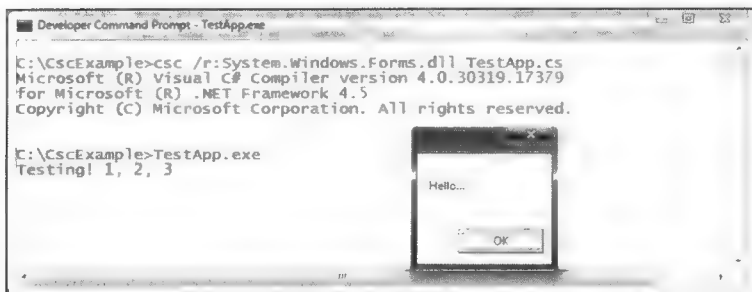 Developer Command Prompt - TestApp.exe
C:\CscExample>csc /r:System.Windows.Forms.dll TestApp.cs
Microsoft (R) Visual C# Compiler version 4.0.30319.17379
for Microsoft (R) .NET Framework 4.5
Copyright (C) Microsoft Corporation. All rights reserved.
C:\CscExample>TestApp.exe
Testing! 1, 2, 3
Hello...
OK